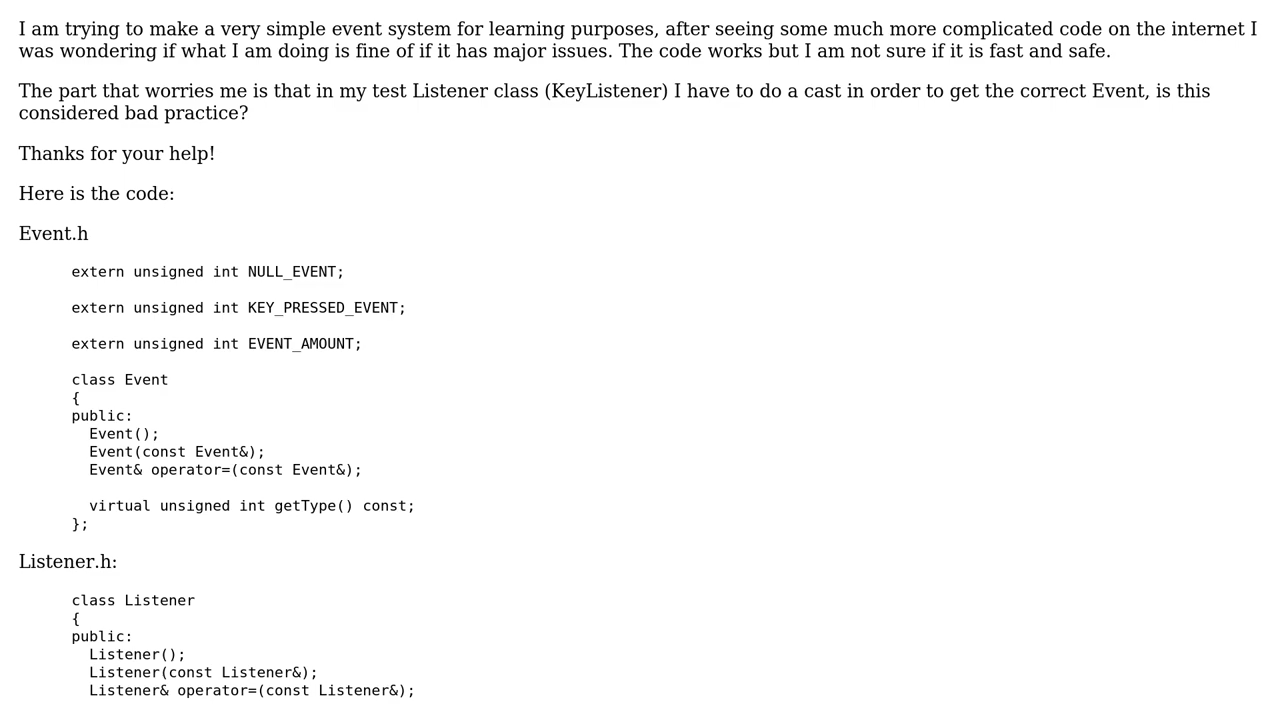 I am trying to make a very simple event system for learning purposes, after seeing some much more complicated code on the internet I
was wondering if what I am doing is fine of if it has major issues. The code works but I am not sure if it is fast and safe.
The part that worries me is that in my test Listener class (KeyListener) I have to do a cast in order to get the correct Event, is this
considered bad practice?
Thanks for your help!
Here is the code:
Event.h
extern unsigned int NULL_EVENT;
extern unsigned int KEY_PRESSED_EVENT;
extern unsigned int EVENT_AMOUNT;
class Event
{
public:
  Event();
  Event(const Event&);
  Event& operator=(const Event&);
  virtual unsigned int getType() const;
};
Listener.h:
class Listener
{
public:
  Listener();
  Listener(const Listener&);
  Listener& operator=(const Listener&);